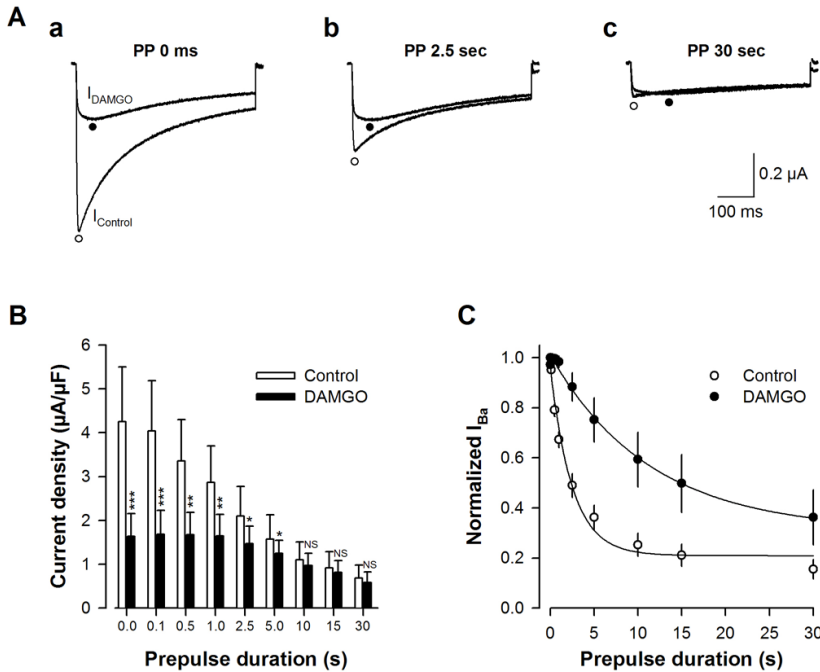 A
a
b
c
PP 0 ms
PP 2.5 sec
PP 30 sec
I_DAMGO
I_Control
0.2 µA
100 ms
B
6
5
4
3
2
1
0
Current density (µA/µF)
Control
DAMGO
***
***
**
**
*
*
NS
NS
NS
0.0 0.1 0.5 1.0 2.5 5.0 10 15 30
Prepulse duration (s)
C
1.0
0.8
0.6
0.4
0.2
0.0
Normalized I_Ba
Control
DAMGO
0 5 10 15 20 25 30
Prepulse duration (s)